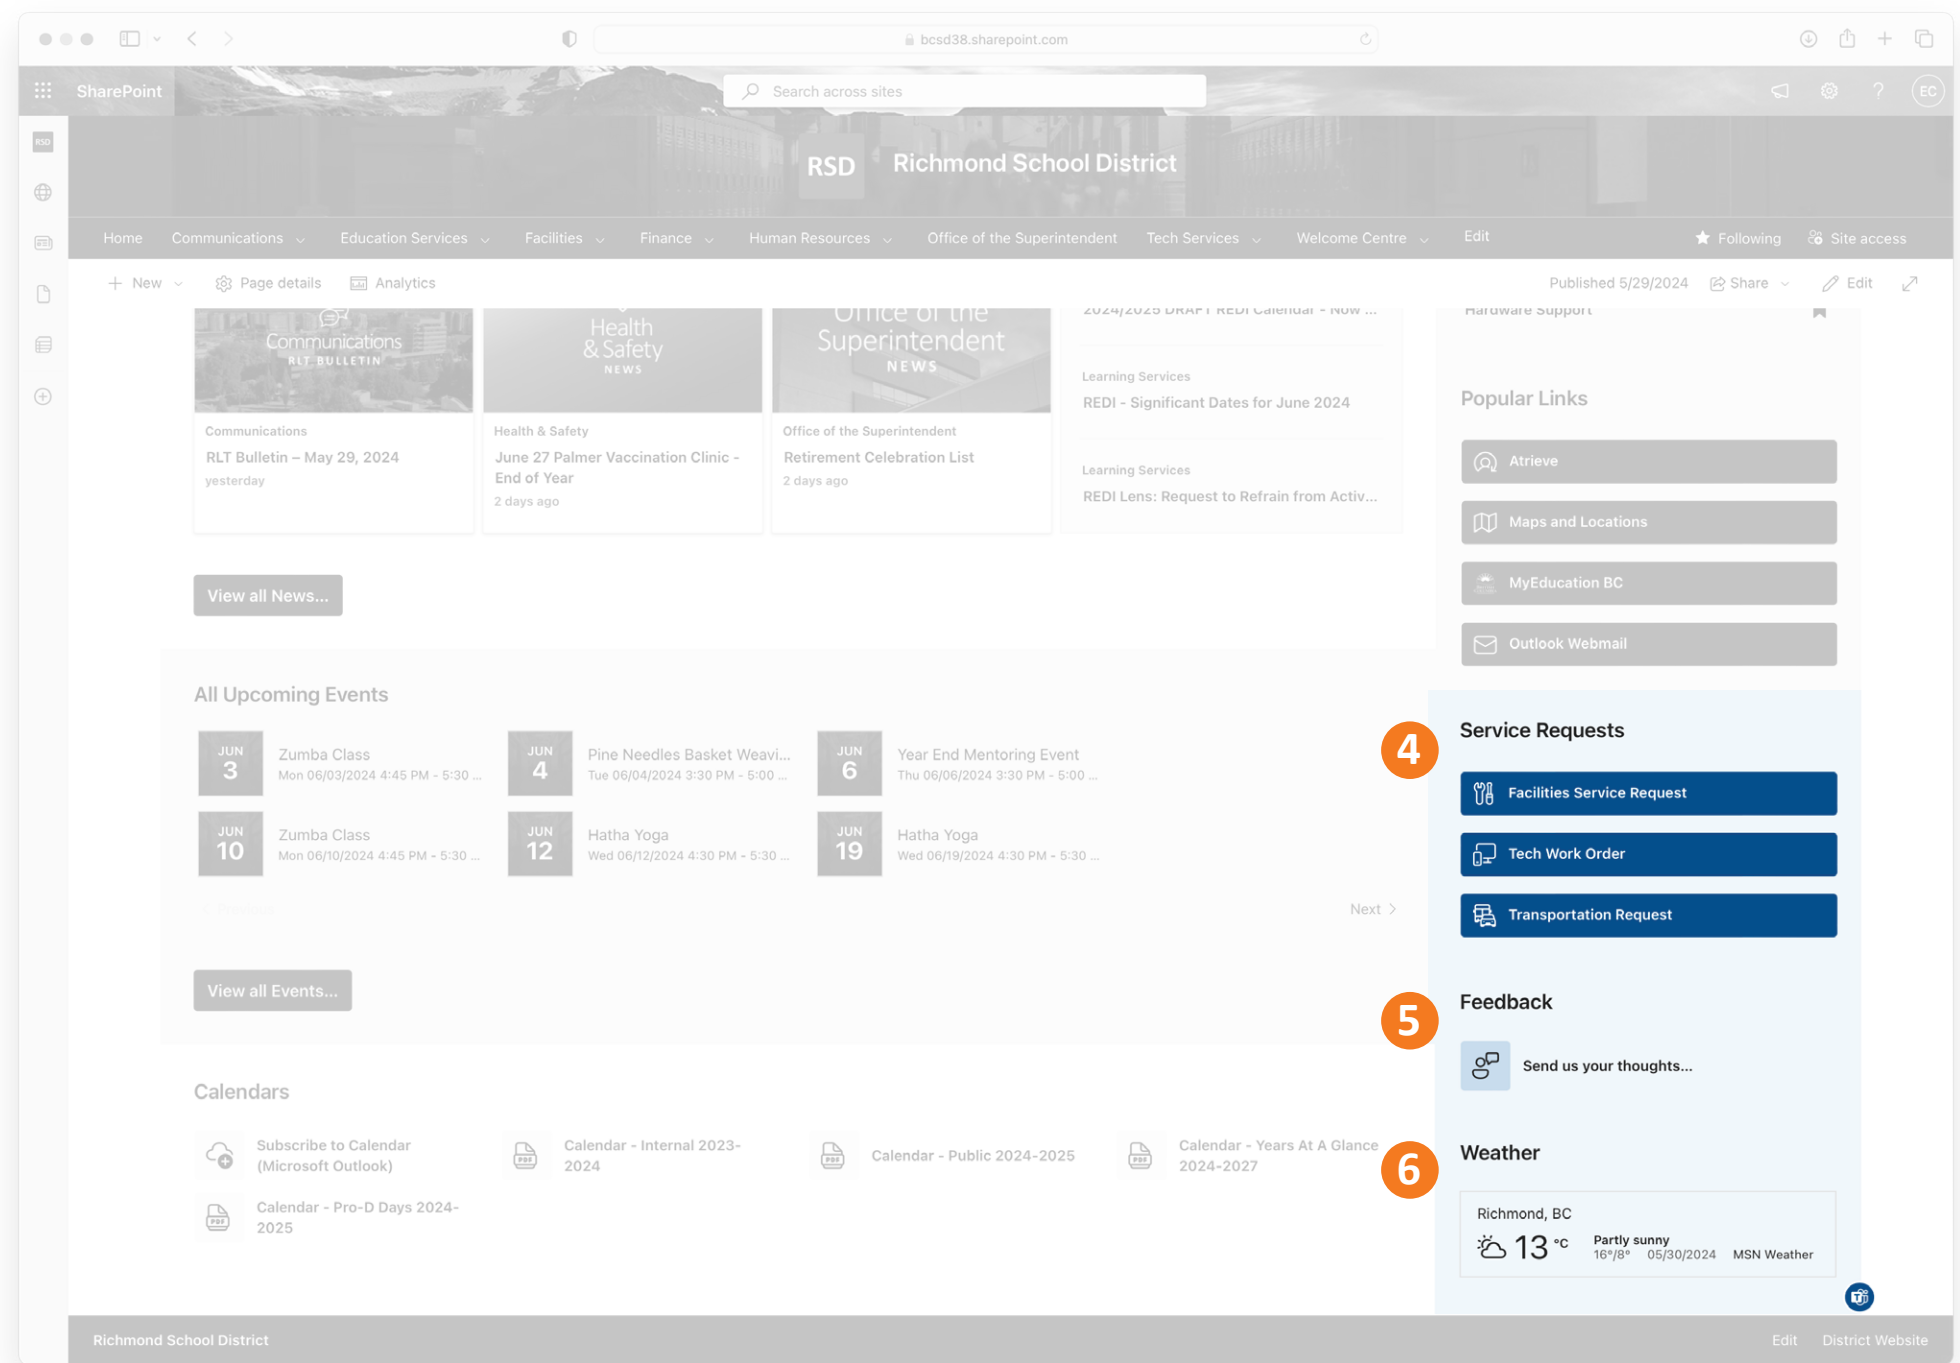 bcsd38.sharepoint.com
SharePoint
Search across sites
EC
RSD
RSD
Richmond School District
Home
Communications
Education Services
Facilities
Finance
Human Resources
Office of the Superintendent
Tech Services
Welcome Centre
Edit
Following
Site access
New
Page details
Analytics
Published 5/29/2024
Share
Edit
Communications
RLT BULLETIN
Communications
RLT Bulletin – May 29, 2024
yesterday
Health
& Safety
NEWS
Health & Safety
June 27 Palmer Vaccination Clinic -
End of Year
2 days ago
Office of the
Superintendent
NEWS
Office of the Superintendent
Retirement Celebration List
2 days ago
2024/2025 DRAFT REDI Calendar - Now ...
Learning Services
REDI - Significant Dates for June 2024
Learning Services
REDI Lens: Request to Refrain from Activ...
View all News...
Hardware Support
Popular Links
Atrieve
Maps and Locations
MyEducation BC
Outlook Webmail
All Upcoming Events
JUN
3
Zumba Class
Mon 06/03/2024 4:45 PM - 5:30 ...
JUN
4
Pine Needles Basket Weavi...
Tue 06/04/2024 3:30 PM - 5:00 ...
JUN
6
Year End Mentoring Event
Thu 06/06/2024 3:30 PM - 5:00 ...
JUN
10
Zumba Class
Mon 06/10/2024 4:45 PM - 5:30 ...
JUN
12
Hatha Yoga
Wed 06/12/2024 4:30 PM - 5:30 ...
JUN
19
Hatha Yoga
Wed 06/19/2024 4:30 PM - 5:30 ...
Next
View all Events...
Calendars
Subscribe to Calendar
(Microsoft Outlook)
PDF
Calendar - Internal 2023-
2024
PDF
Calendar - Public 2024-2025
PDF
Calendar - Years At A Glance
2024-2027
PDF
Calendar - Pro-D Days 2024-
2025
4
Service Requests
Facilities Service Request
Tech Work Order
Transportation Request
5
Feedback
Send us your thoughts...
6
Weather
Richmond, BC
13 °C
Partly sunny
16°/8° 05/30/2024 MSN Weather
Richmond School District
Edit
District Website